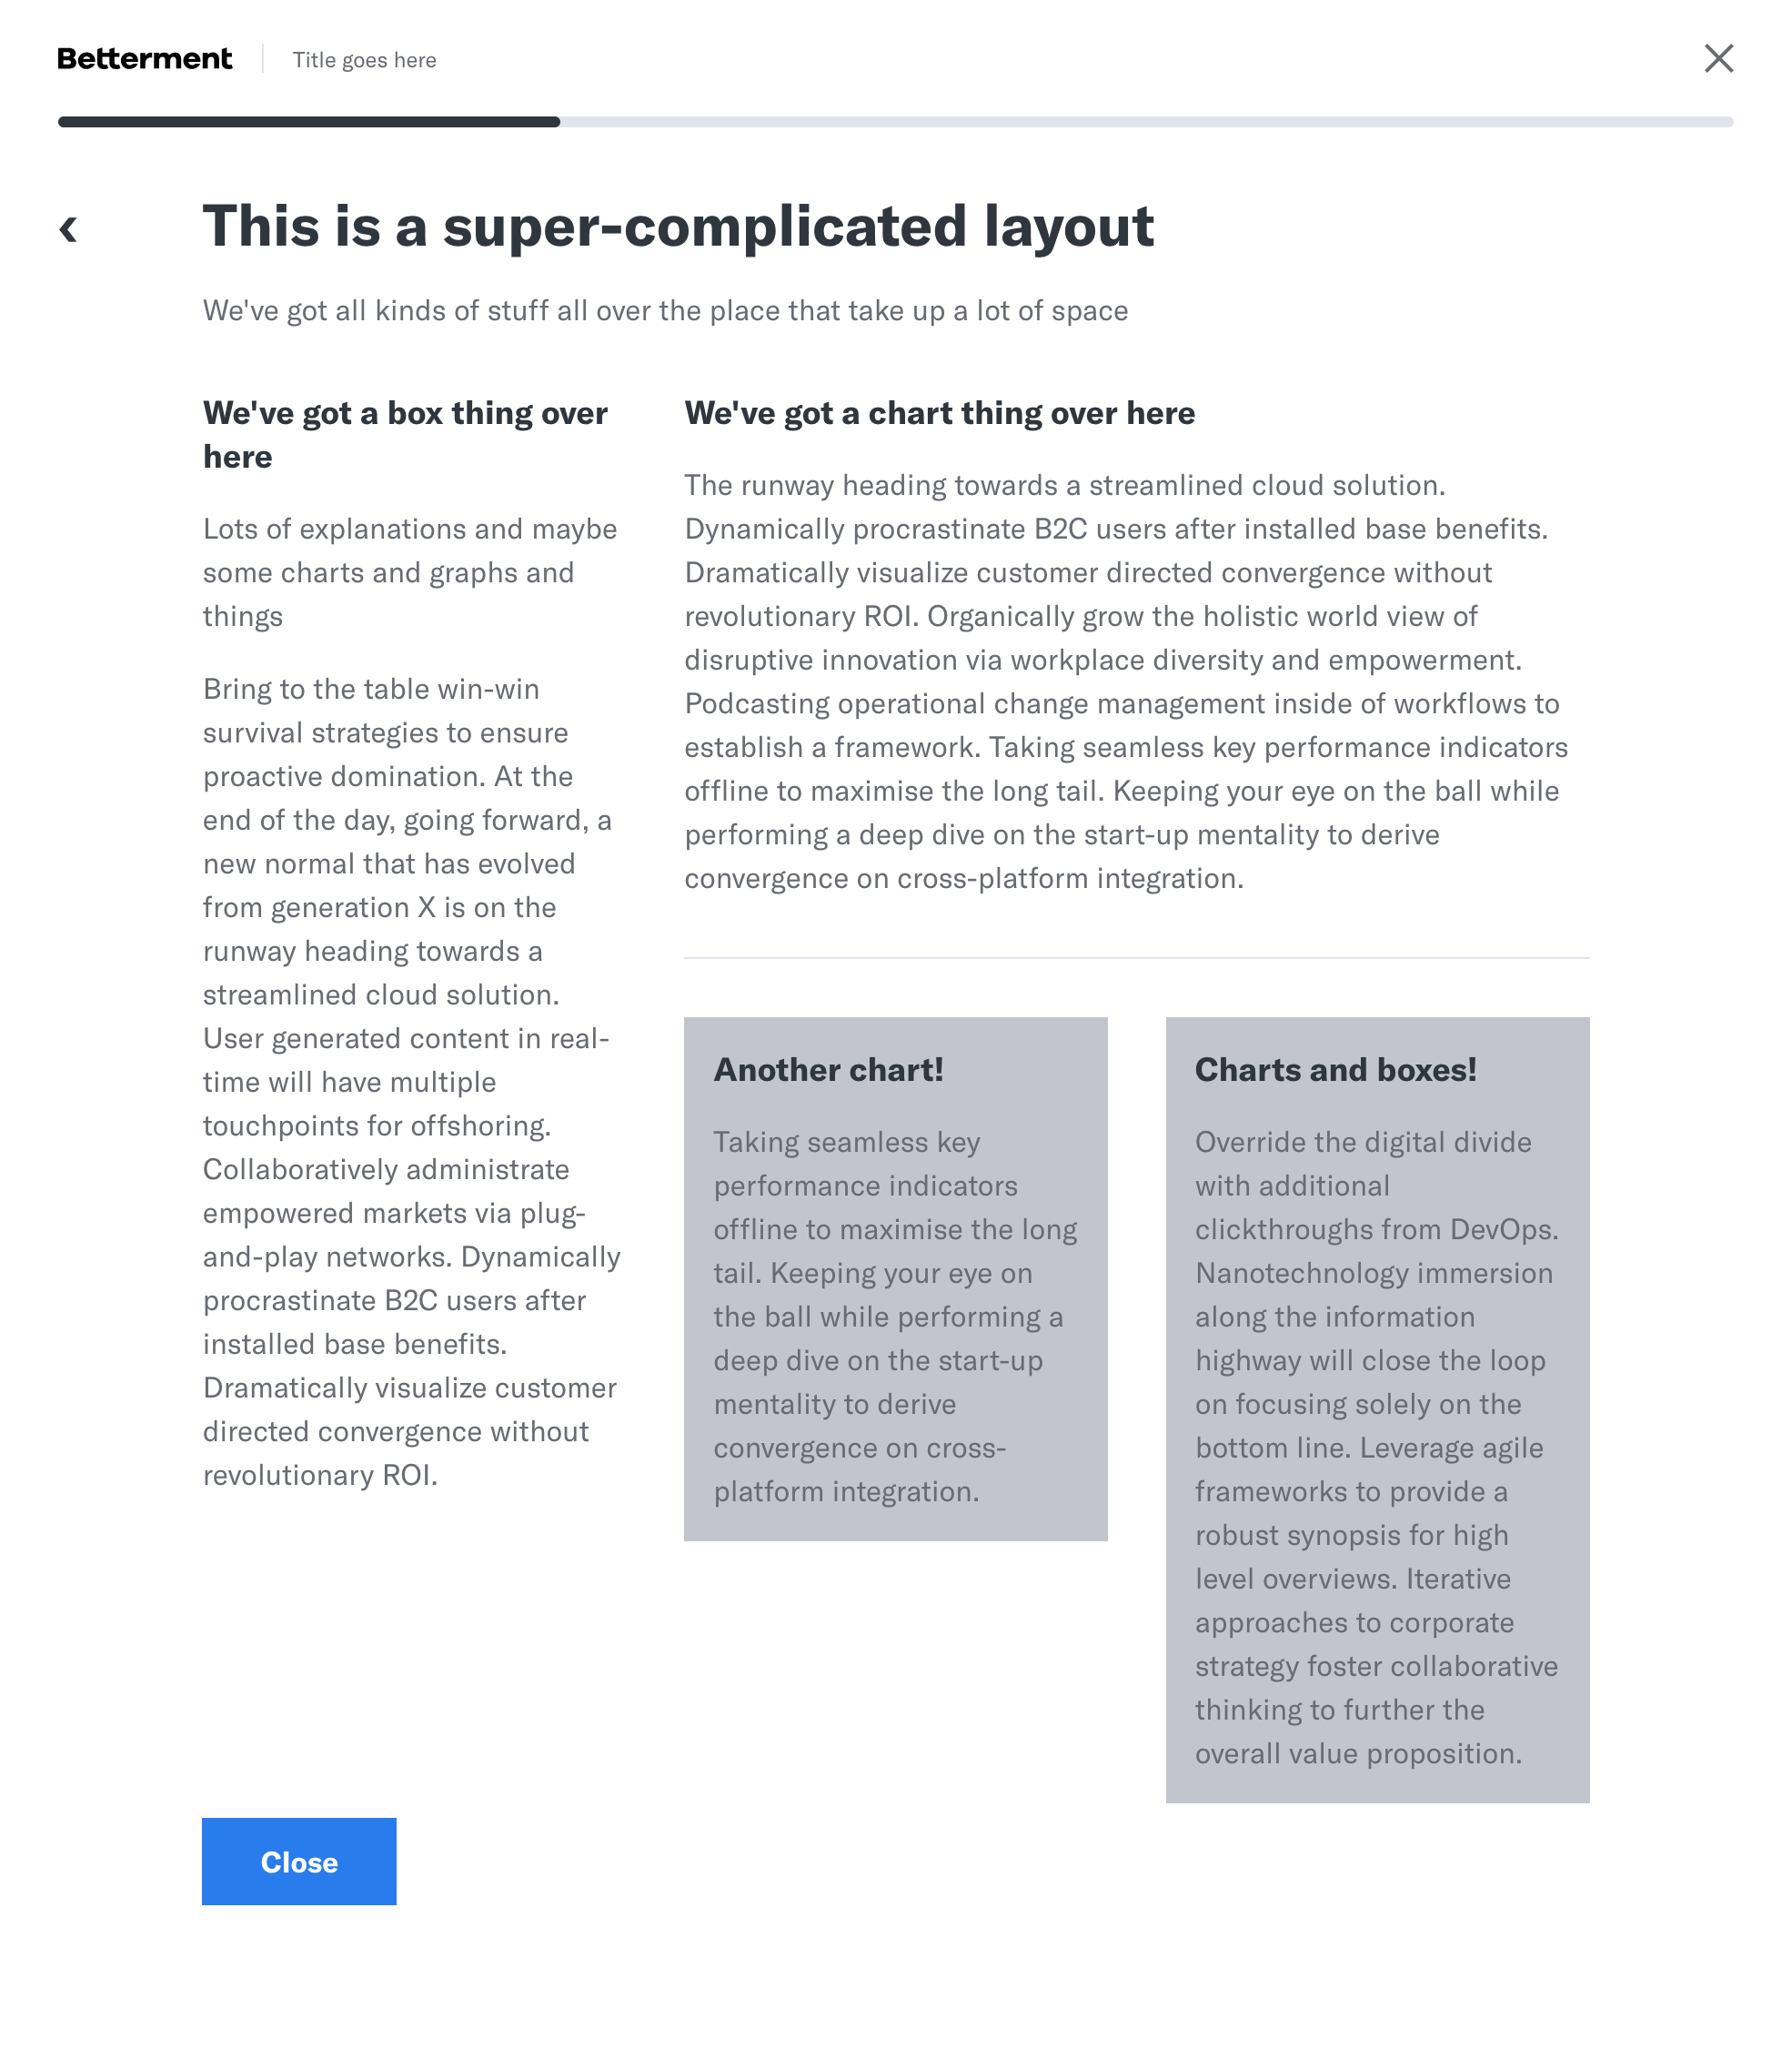 Betterment
Title goes here
This is a super-complicated layout
We've got all kinds of stuff all over the place that take up a lot of space
We've got a box thing over
here
Lots of explanations and maybe
some charts and graphs and
things
Bring to the table win-win
survival strategies to ensure
proactive domination. At the
end of the day, going forward, a
new normal that has evolved
from generation X is on the
runway heading towards a
streamlined cloud solution.
User generated content in real-
time will have multiple
touchpoints for offshoring.
Collaboratively administrate
empowered markets via plug-
and-play networks. Dynamically
procrastinate B2C users after
installed base benefits.
Dramatically visualize customer
directed convergence without
revolutionary ROI.
We've got a chart thing over here
The runway heading towards a streamlined cloud solution.
Dynamically procrastinate B2C users after installed base benefits.
Dramatically visualize customer directed convergence without
revolutionary ROI. Organically grow the holistic world view of
disruptive innovation via workplace diversity and empowerment.
Podcasting operational change management inside of workflows to
establish a framework. Taking seamless key performance indicators
offline to maximise the long tail. Keeping your eye on the ball while
performing a deep dive on the start-up mentality to derive
convergence on cross-platform integration.
Another chart!
Taking seamless key
performance indicators
offline to maximise the long
tail. Keeping your eye on
the ball while performing a
deep dive on the start-up
mentality to derive
convergence on cross-
platform integration.
Charts and boxes!
Override the digital divide
with additional
clickthroughs from DevOps.
Nanotechnology immersion
along the information
highway will close the loop
on focusing solely on the
bottom line. Leverage agile
frameworks to provide a
robust synopsis for high
level overviews. Iterative
approaches to corporate
strategy foster collaborative
thinking to further the
overall value proposition.
Close